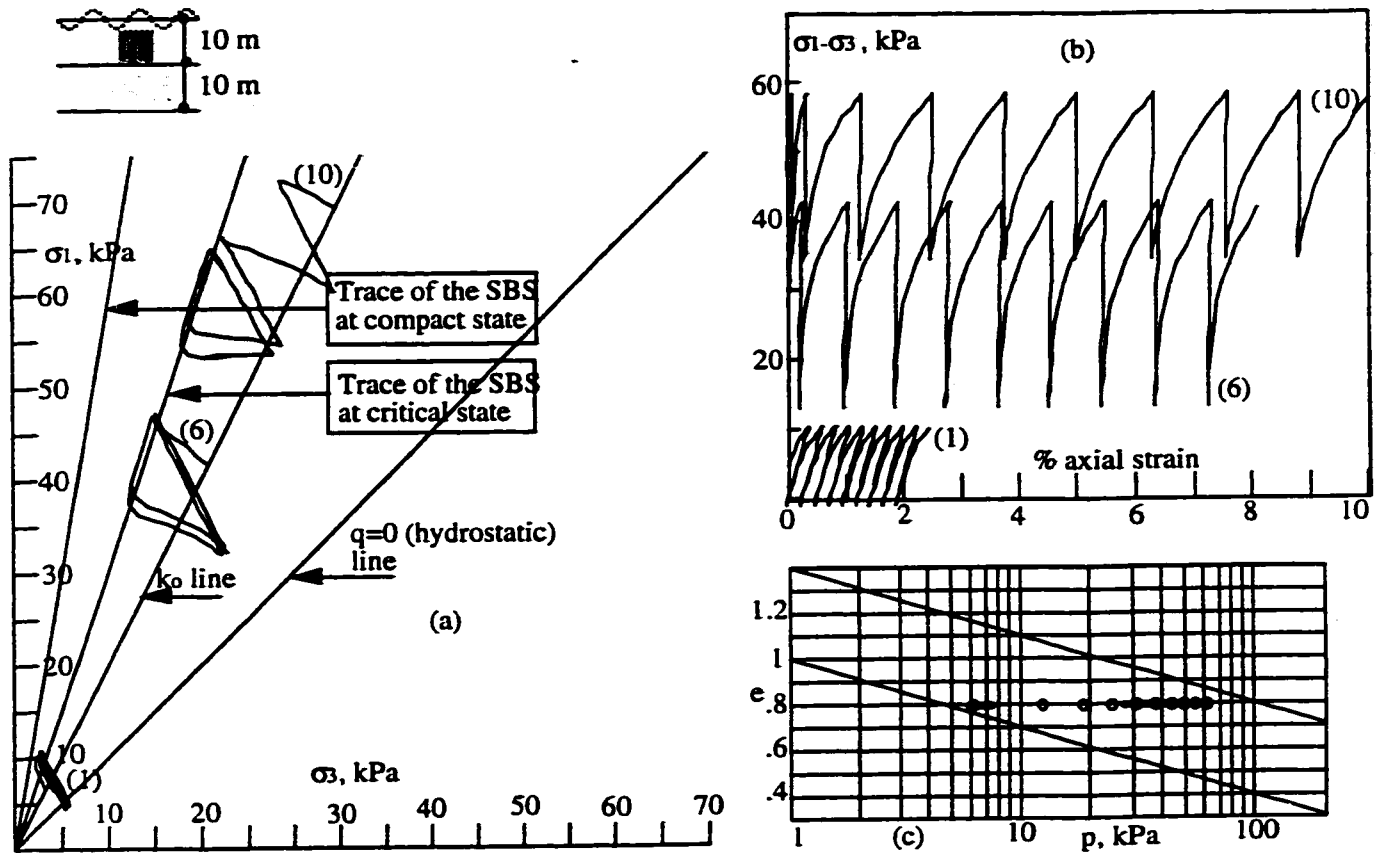 10 m
10 m
70
σ1, kPa
60
50
40
30
20
10
(10)
Trace of the SBS
at compact state
Trace of the SBS
at critical state
(6)
q=0 (hydrostatic)
line
ko line
(a)
(1)
σ3, kPa
0
10
20
30
40
50
60
70
σ1-σ3, kPa
(b)
60
40
20
(10)
(6)
(1)
% axial strain
0
2
4
6
8
10
1.2
1
e
.8
.6
.4
1
(c)
10
p, kPa
100